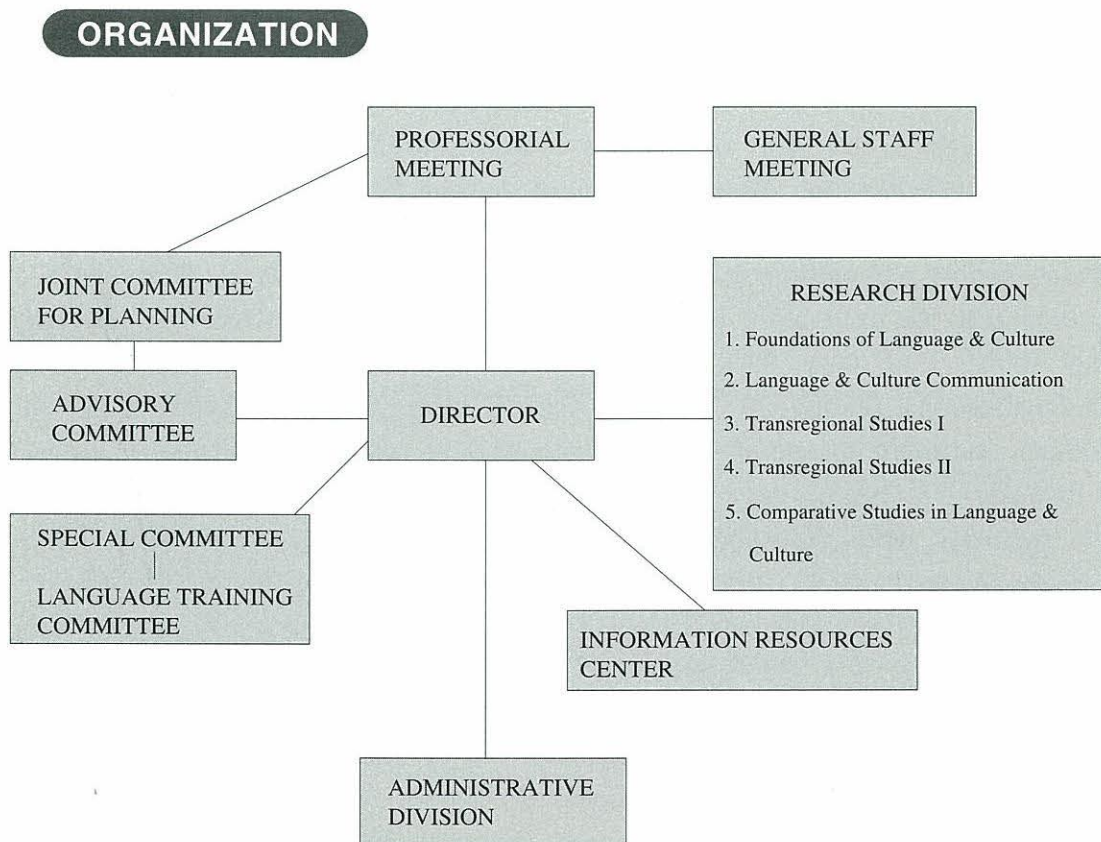 ORGANIZATION
PROFESSORIAL
MEETING
GENERAL STAFF
MEETING
JOINT COMMITTEE
FOR PLANNING
RESEARCH DIVISION
1. Foundations of Language & Culture
2. Language & Culture Communication
3. Transregional Studies I
4. Transregional Studies II
5. Comparative Studies in Language &
Culture
ADVISORY
COMMITTEE
DIRECTOR
SPECIAL COMMITTEE
LANGUAGE TRAINING
COMMITTEE
INFORMATION RESOURCES
CENTER
ADMINISTRATIVE
DIVISION